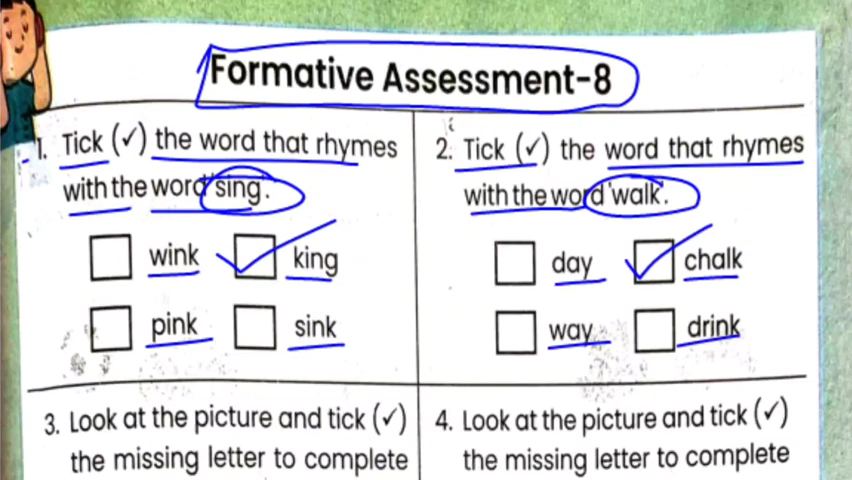 Formative Assessment-8
1. Tick (✓) the word that rhymes
with the word 'sing'.
wink king
pink sink
2. Tick (✓) the word that rhymes
with the word 'walk'.
day chalk
way drink
3. Look at the picture and tick (✓)
the missing letter to complete
4. Look at the picture and tick (✓)
the missing letter to complete